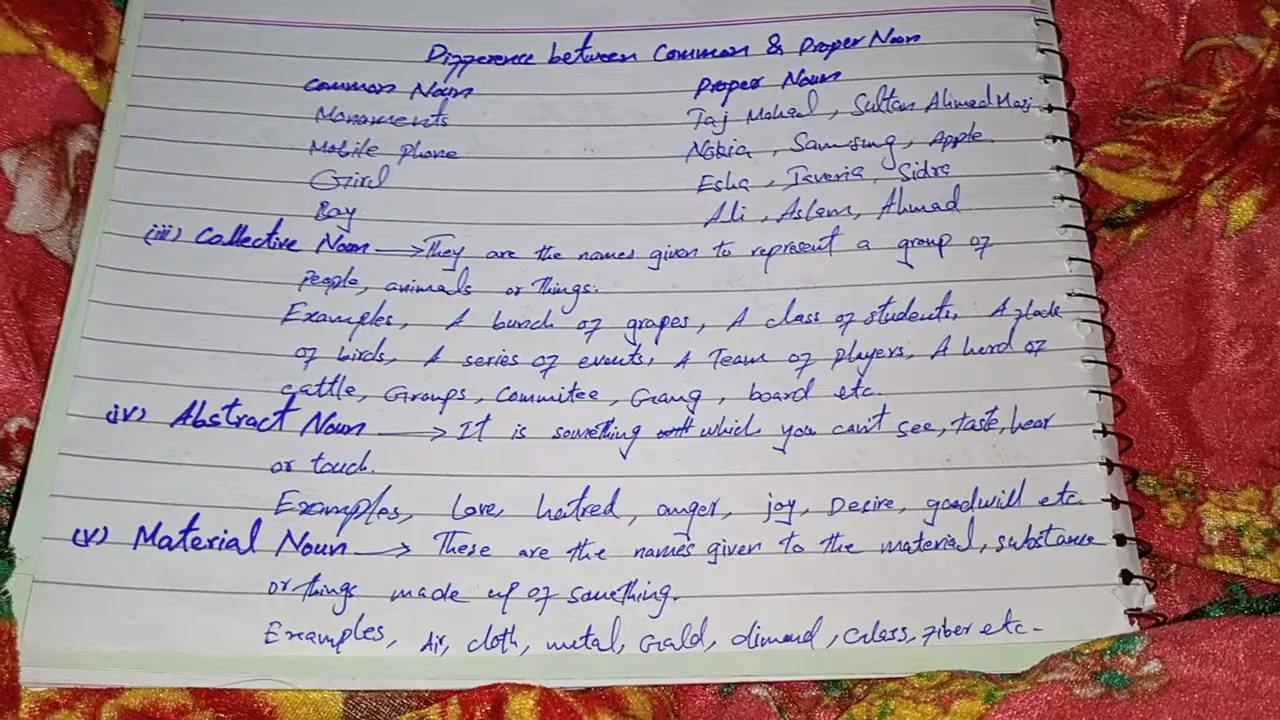 Difference between Common & Proper Noun
Common Noun Proper Noun
Monuments Taj Mahal, Sultan Ahmed Masj
Mobile phone Nokia, Samsung, Apple.
Girl Esha, Javeria, Sidra
Boy Ali, Aslam, Ahmad
(iii) Collective Noun → They are the names given to represent a group of
People, animals or things.
Examples, A bunch of grapes, A class of students, A flock
of birds, A series of events, A Team of players, A herd of
cattle, Groups, Commitee, Gang, board etc.
(iv) Abstract Noun → It is something which you can't see, taste, hear
or touch.
Examples, Love, hatred, anger, joy, Desire, goodwill etc.
(v) Material Noun → These are the names given to the material, substance
or things made up of something.
Examples, Air, cloth, metal, Gold, dimond, Glass, Fiber etc-